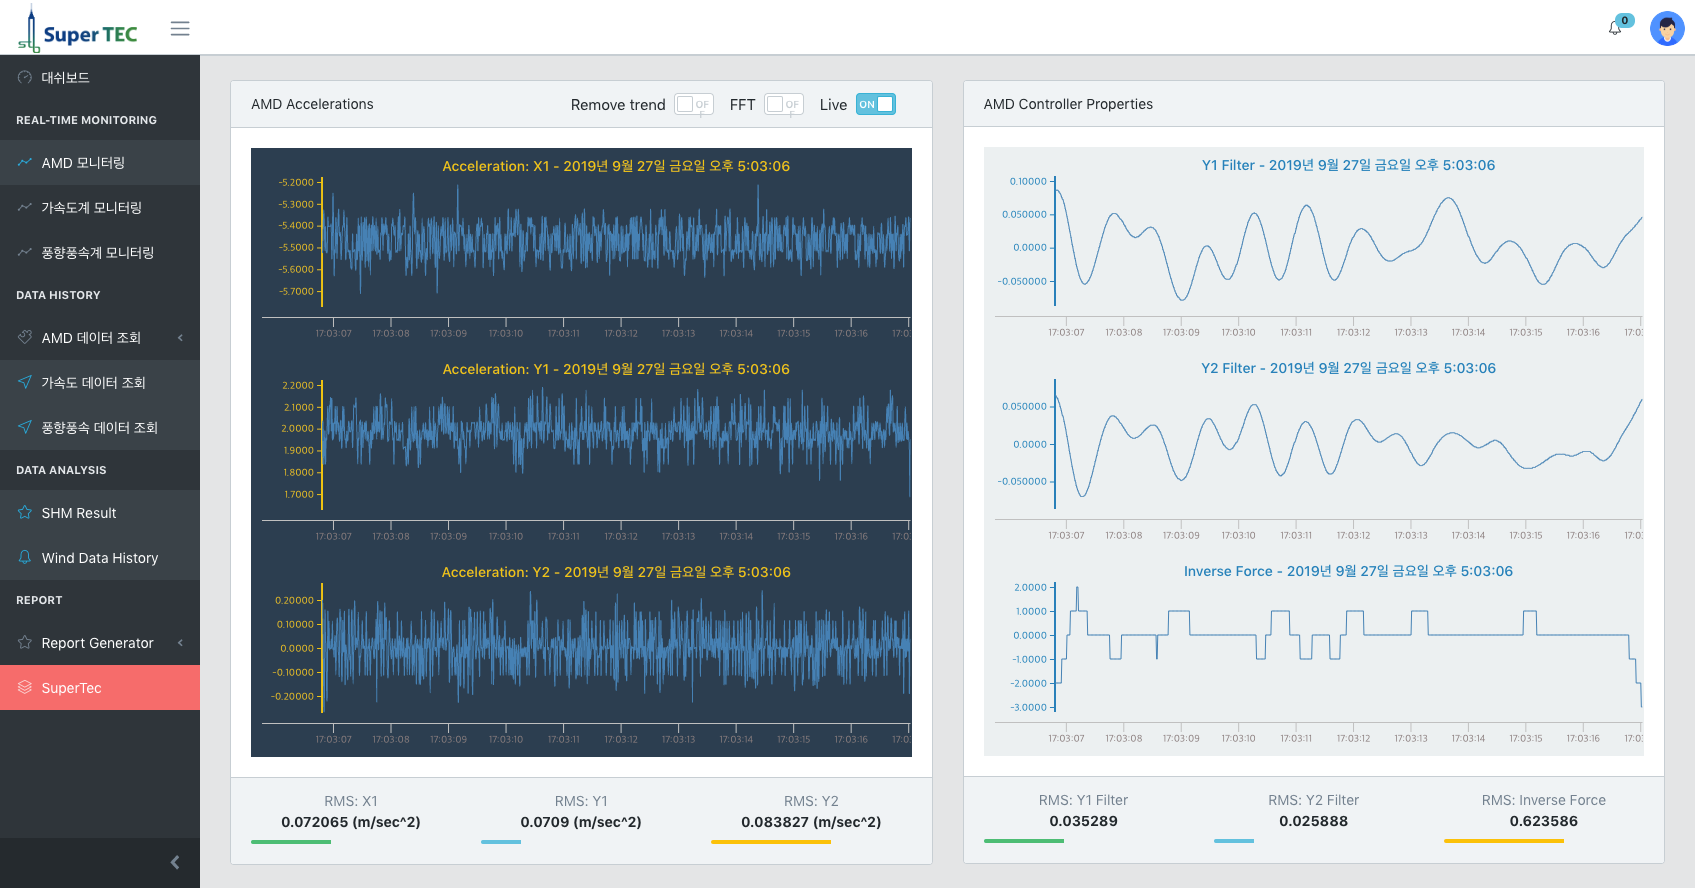 stg Super TEC
0
대쉬보드
REAL-TIME MONITORING
AMD 모니터링
가속도계 모니터링
풍향풍속계 모니터링
DATA HISTORY
AMD 데이터 조회
가속도 데이터 조회
풍향풍속 데이터 조회
DATA ANALYSIS
SHM Result
Wind Data History
REPORT
Report Generator
SuperTec
AMD Accelerations
Remove trend OFF FFT OFF Live ON
Acceleration: X1 - 2019년 9월 27일 금요일 오후 5:03:06
-5.2000
-5.3000
-5.4000
-5.5000
-5.6000
-5.7000
17:03:07 17:03:08 17:03:09 17:03:10 17:03:11 17:03:12 17:03:13 17:03:14 17:03:15 17:03:16 17:03:
Acceleration: Y1 - 2019년 9월 27일 금요일 오후 5:03:06
2.2000
2.1000
2.0000
1.9000
1.8000
1.7000
17:03:07 17:03:08 17:03:09 17:03:10 17:03:11 17:03:12 17:03:13 17:03:14 17:03:15 17:03:16 17:03:
Acceleration: Y2 - 2019년 9월 27일 금요일 오후 5:03:06
0.20000
0.10000
0.0000
-0.10000
-0.20000
17:03:07 17:03:08 17:03:09 17:03:10 17:03:11 17:03:12 17:03:13 17:03:14 17:03:15 17:03:16 17:03:
RMS: X1
0.072065 (m/sec^2)
RMS: Y1
0.0709 (m/sec^2)
RMS: Y2
0.083827 (m/sec^2)
AMD Controller Properties
Y1 Filter - 2019년 9월 27일 금요일 오후 5:03:06
0.10000
0.050000
0.0000
-0.050000
17:03:07 17:03:08 17:03:09 17:03:10 17:03:11 17:03:12 17:03:13 17:03:14 17:03:15 17:03:16 17:03:
Y2 Filter - 2019년 9월 27일 금요일 오후 5:03:06
0.050000
0.0000
-0.050000
17:03:07 17:03:08 17:03:09 17:03:10 17:03:11 17:03:12 17:03:13 17:03:14 17:03:15 17:03:16 17:03:
Inverse Force - 2019년 9월 27일 금요일 오후 5:03:06
2.0000
1.0000
0.0000
-1.0000
-2.0000
-3.0000
17:03:07 17:03:08 17:03:09 17:03:10 17:03:11 17:03:12 17:03:13 17:03:14 17:03:15 17:03:16 17:03:
RMS: Y1 Filter
0.035289
RMS: Y2 Filter
0.025888
RMS: Inverse Force
0.623586